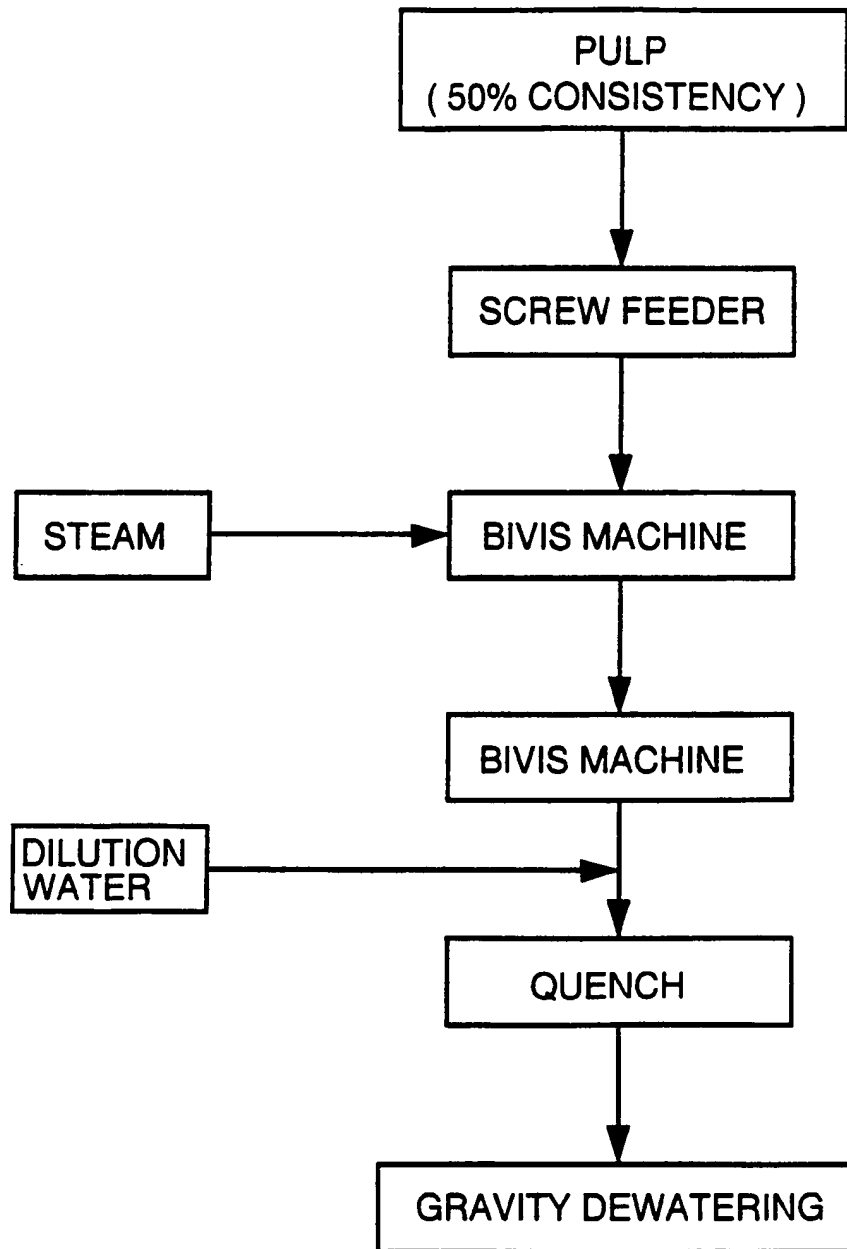 PULP
( 50% CONSISTENCY )
SCREW FEEDER
STEAM
BIVIS MACHINE
BIVIS MACHINE
DILUTION
WATER
QUENCH
GRAVITY DEWATERING